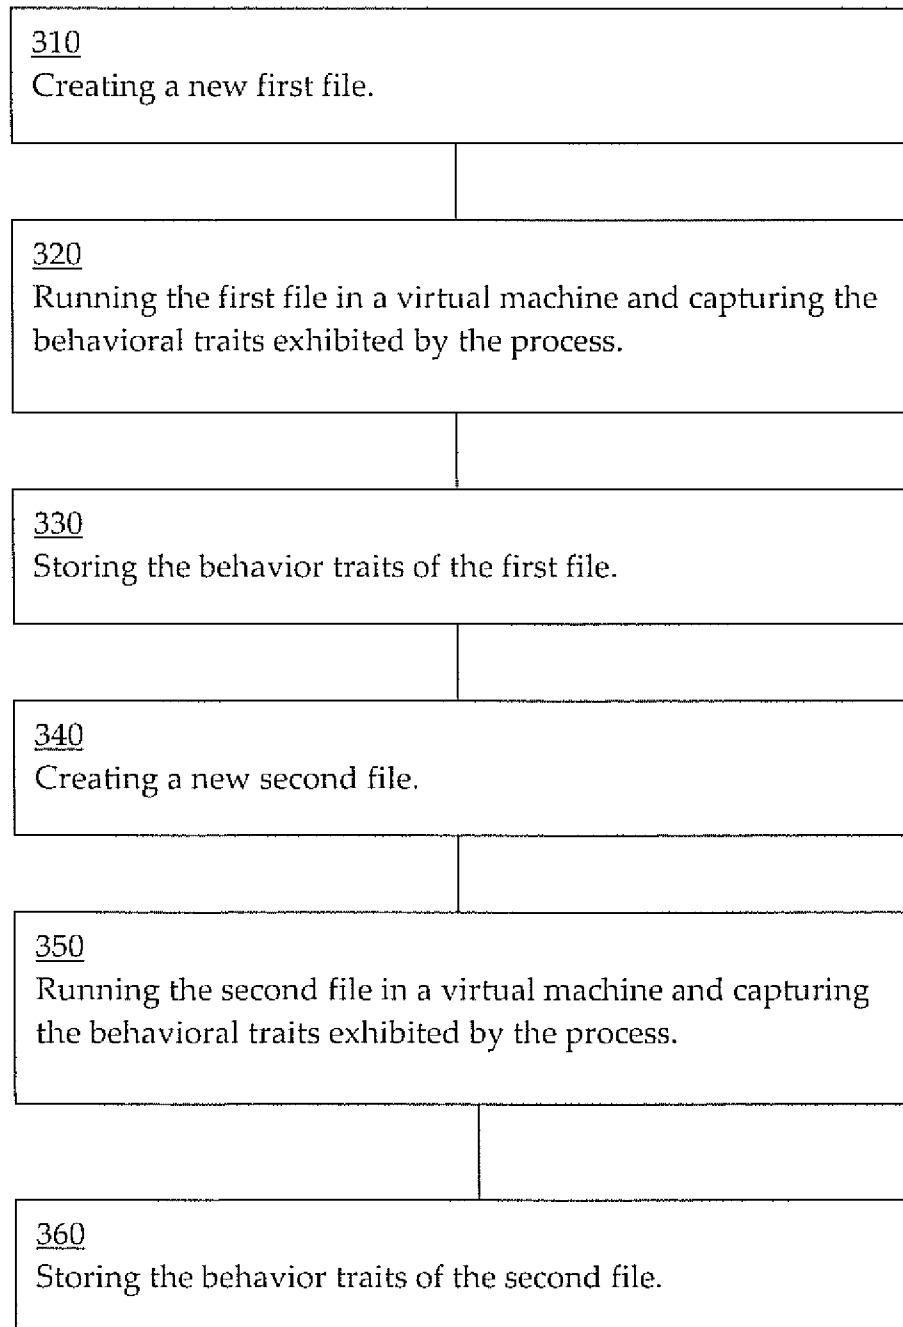 310
Creating a new first file.
320
Running the first file in a virtual machine and capturing the
behavioral traits exhibited by the process.
330
Storing the behavior traits of the first file.
340
Creating a new second file.
350
Running the second file in a virtual machine and capturing
the behavioral traits exhibited by the process.
360
Storing the behavior traits of the second file.